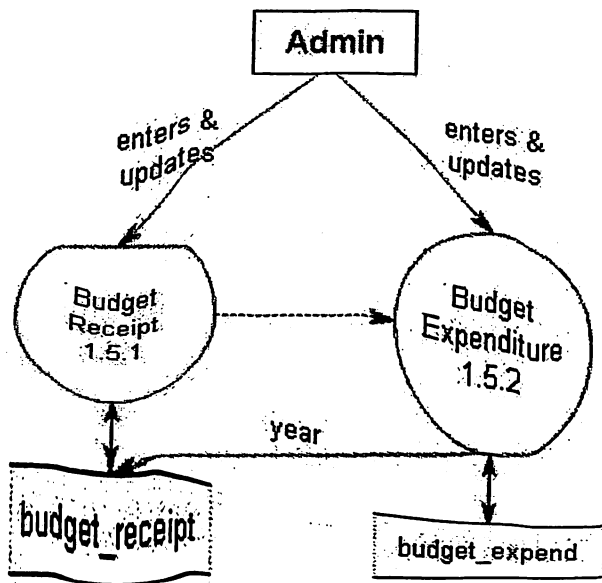 Admin
enters &
updates
enters &
updates
Budget
Receipt
1.5.1
Budget
Expenditure
1.5.2
year
budget_receipt
budget_expend